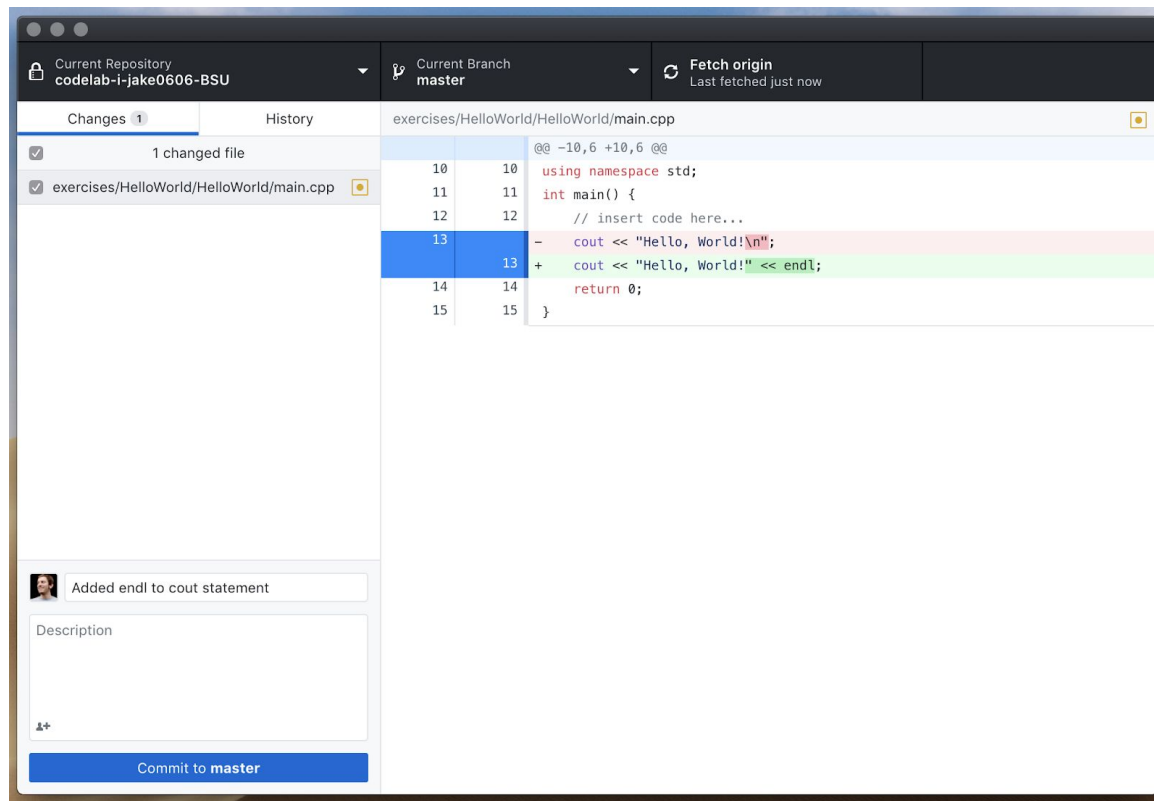 Current Repository
codelab-i-jake0606-BSU
Current Branch
master
Fetch origin
Last fetched just now
Changes 1
History
1 changed file
exercises/HelloWorld/HelloWorld/main.cpp
exercises/HelloWorld/HelloWorld/main.cpp
@@ -10,6 +10,6 @@
10 10 using namespace std;
11 11 int main() {
12 12 // insert code here...
13 - cout << "Hello, World!\n";
13 + cout << "Hello, World!" << endl;
14 14 return 0;
15 15 }
Added endl to cout statement
Description
Commit to master